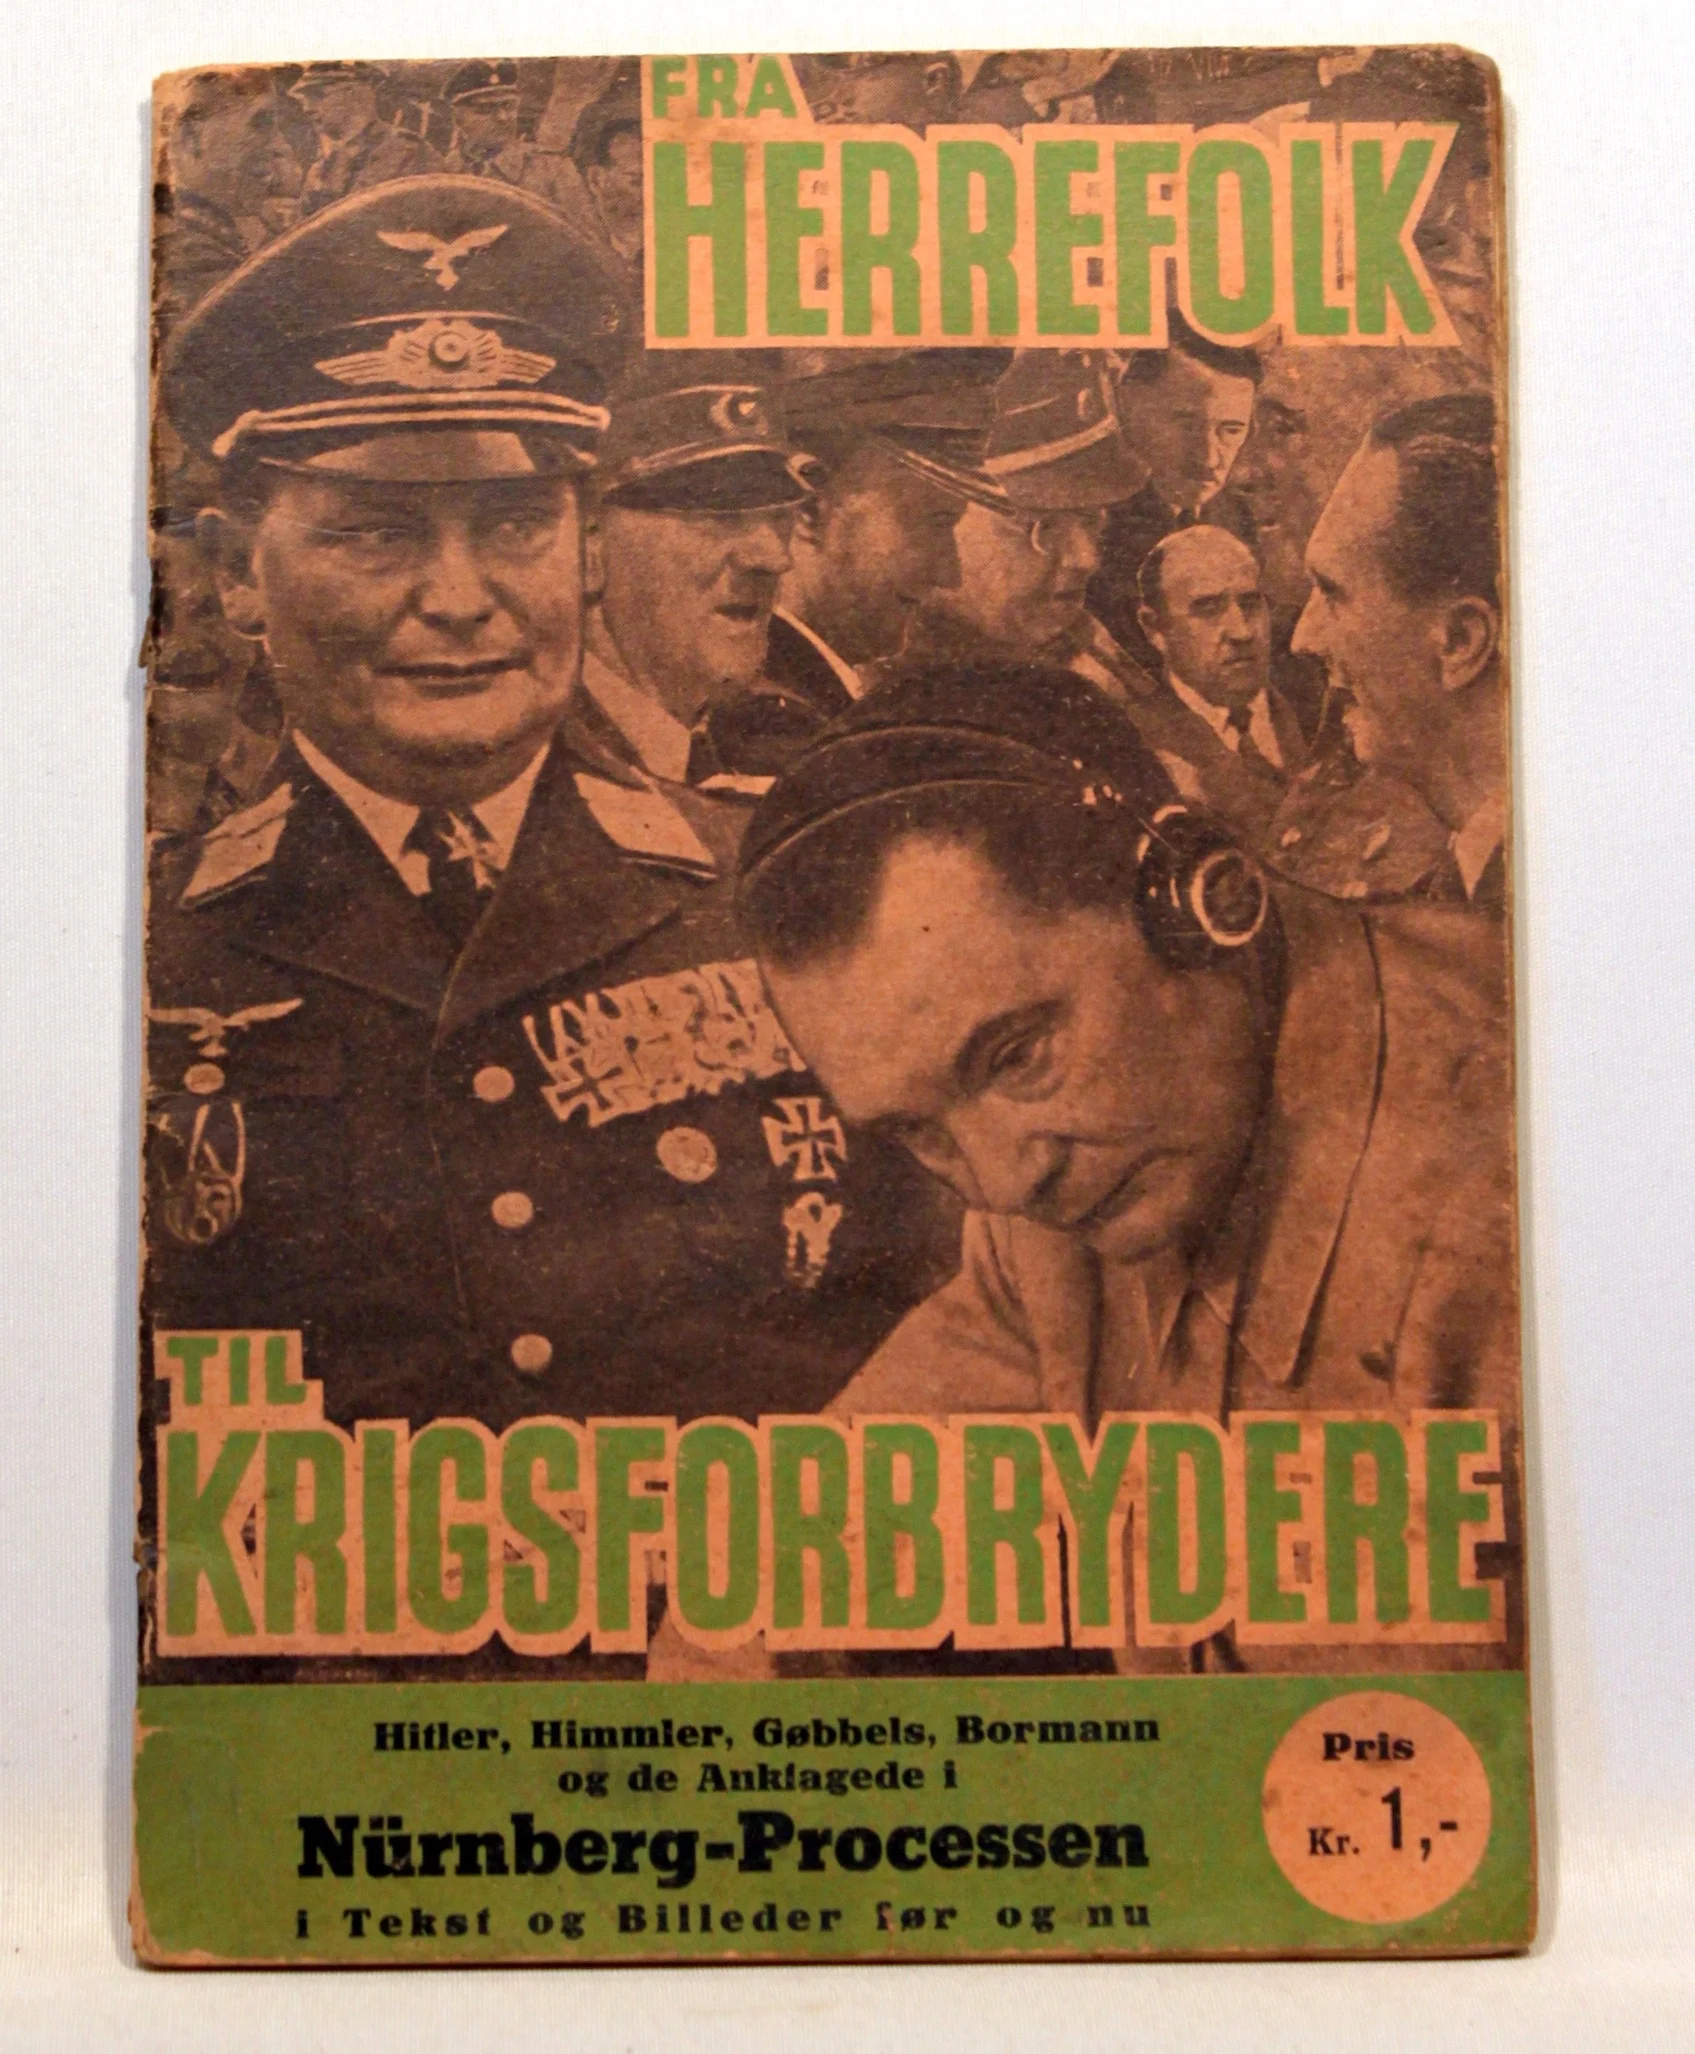 FRA
HERREFOLK
TIL
KRIGSFORBRYDERE
Hitler, Himmler, Gøbbels, Bormann
og de Anklagede i
Nürnberg-Processen
i Tekst og Billeder før og nu
Pris
Kr. 1,-